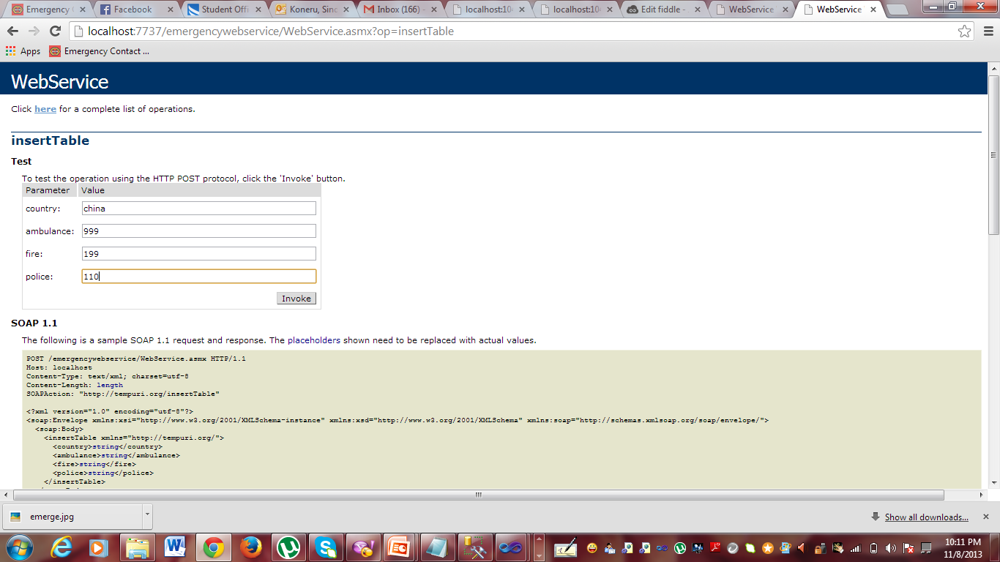 Emergency C
Facebook
Student Offi
Koneru, Sind
Inbox (166) -
localhost:104
localhost:104
Edit fiddle -
WebService
WebService
localhost:7737/emergencywebservice/WebService.asmx?op=insertTable
Apps
Emergency Contact ...
WebService
Click here for a complete list of operations.
insertTable
Test
To test the operation using the HTTP POST protocol, click the 'Invoke' button.
Parameter Value
country: china
ambulance: 999
fire: 199
police: 110
Invoke
SOAP 1.1
The following is a sample SOAP 1.1 request and response. The placeholders shown need to be replaced with actual values.
POST /emergencywebservice/WebService.asmx HTTP/1.1
Host: localhost
Content-Type: text/xml; charset=utf-8
Content-Length: length
SOAPAction: "http://tempuri.org/insertTable"
<?xml version="1.0" encoding="utf-8"?>
<soap:Envelope xmlns:xsi="http://www.w3.org/2001/XMLSchema-instance" xmlns:xsd="http://www.w3.org/2001/XMLSchema" xmlns:soap="http://schemas.xmlsoap.org/soap/envelope/">
<soap:Body>
<insertTable xmlns="http://tempuri.org/">
<country>string</country>
<ambulance>string</ambulance>
<fire>string</fire>
<police>string</police>
</insertTable>
emerge.jpg
Show all downloads...
10:11 PM
11/8/2013